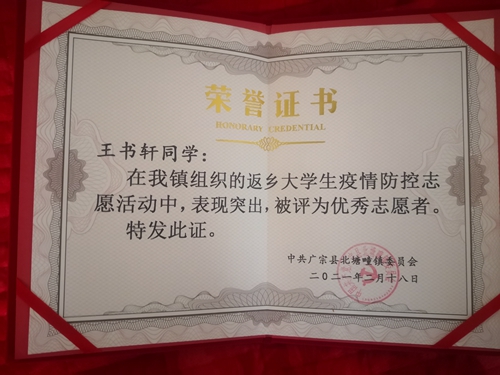 荣誉证书
HONORARY CREDENTIAL
王书轩同学：
在我镇组织的返乡大学生疫情防控志
愿活动中，表现突出，被评为优秀志愿者。
特发此证。
中共广宗县北塘疃镇委员会
二〇二一年二月十八日